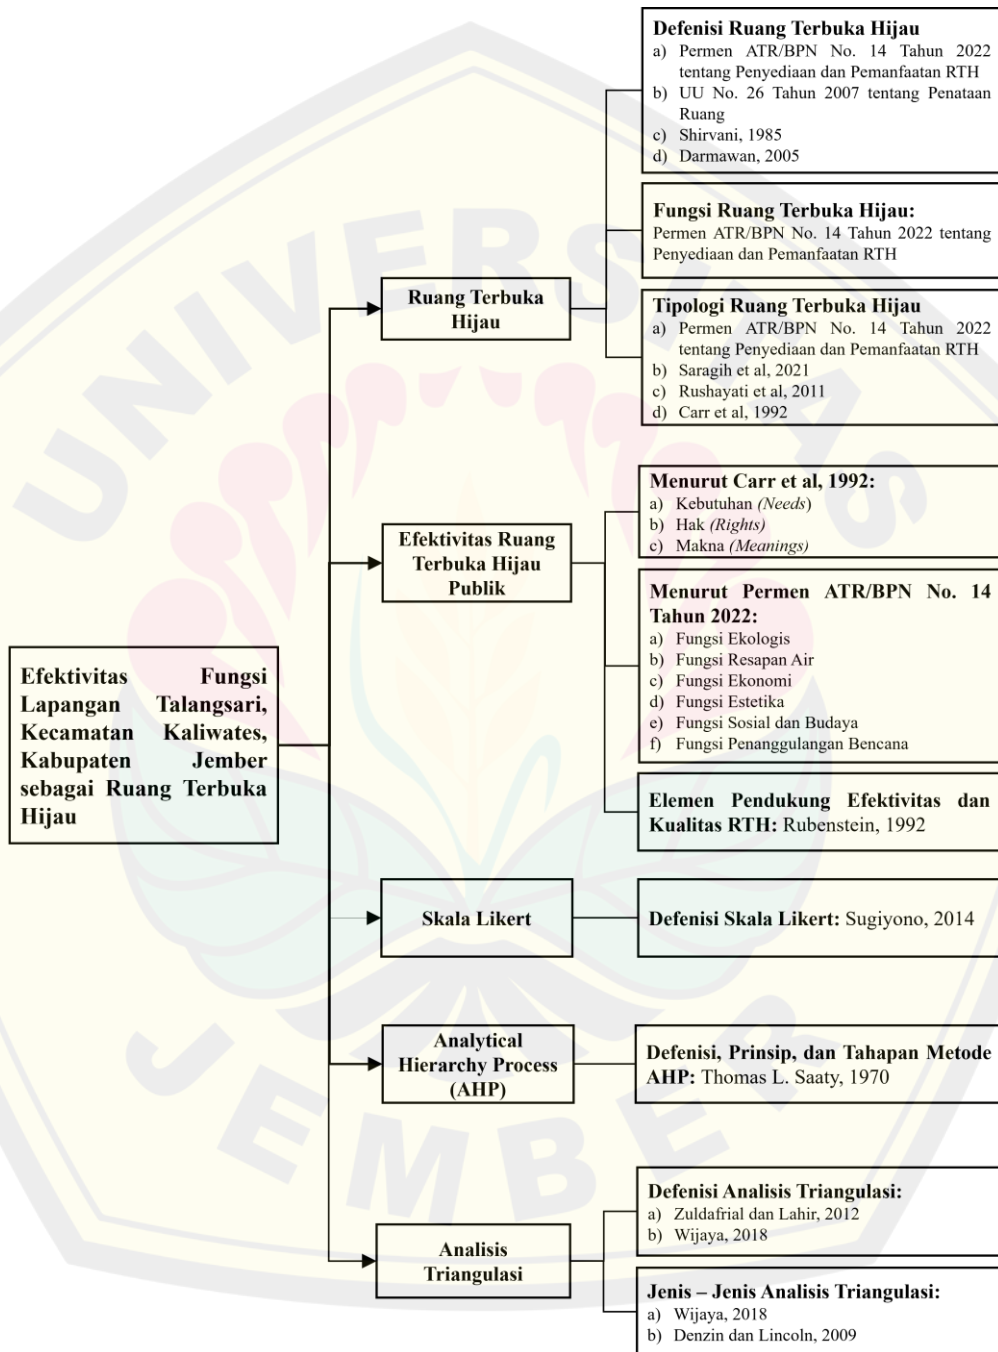 Efektivitas Fungsi
Lapangan Talangsari,
Kecamatan Kaliwates,
Kabupaten Jember
sebagai Ruang Terbuka
Hijau
Ruang Terbuka
Hijau
Defenisi Ruang Terbuka Hijau
a) Permen ATR/BPN No. 14 Tahun 2022
tentang Penyediaan dan Pemanfaatan RTH
b) UU No. 26 Tahun 2007 tentang Penataan
Ruang
c) Shirvani, 1985
d) Darmawan, 2005
Fungsi Ruang Terbuka Hijau:
Permen ATR/BPN No. 14 Tahun 2022 tentang
Penyediaan dan Pemanfaatan RTH
Tipologi Ruang Terbuka Hijau
a) Permen ATR/BPN No. 14 Tahun 2022
tentang Penyediaan dan Pemanfaatan RTH
b) Saragih et al, 2021
c) Rushayati et al, 2011
d) Carr et al, 1992
Efektivitas Ruang
Terbuka Hijau
Publik
Menurut Carr et al, 1992:
a) Kebutuhan (Needs)
b) Hak (Rights)
c) Makna (Meanings)
Menurut Permen ATR/BPN No. 14
Tahun 2022:
a) Fungsi Ekologis
b) Fungsi Resapan Air
c) Fungsi Ekonomi
d) Fungsi Estetika
e) Fungsi Sosial dan Budaya
f) Fungsi Penanggulangan Bencana
Elemen Pendukung Efektivitas dan
Kualitas RTH: Rubenstein, 1992
Skala Likert
Defenisi Skala Likert: Sugiyono, 2014
Analytical
Hierarchy Process
(AHP)
Defenisi, Prinsip, dan Tahapan Metode
AHP: Thomas L. Saaty, 1970
Analisis
Triangulasi
Defenisi Analisis Triangulasi:
a) Zuldafrial dan Lahir, 2012
b) Wijaya, 2018
Jenis – Jenis Analisis Triangulasi:
a) Wijaya, 2018
b) Denzin dan Lincoln, 2009
UNIVERSITAS
JEMBER